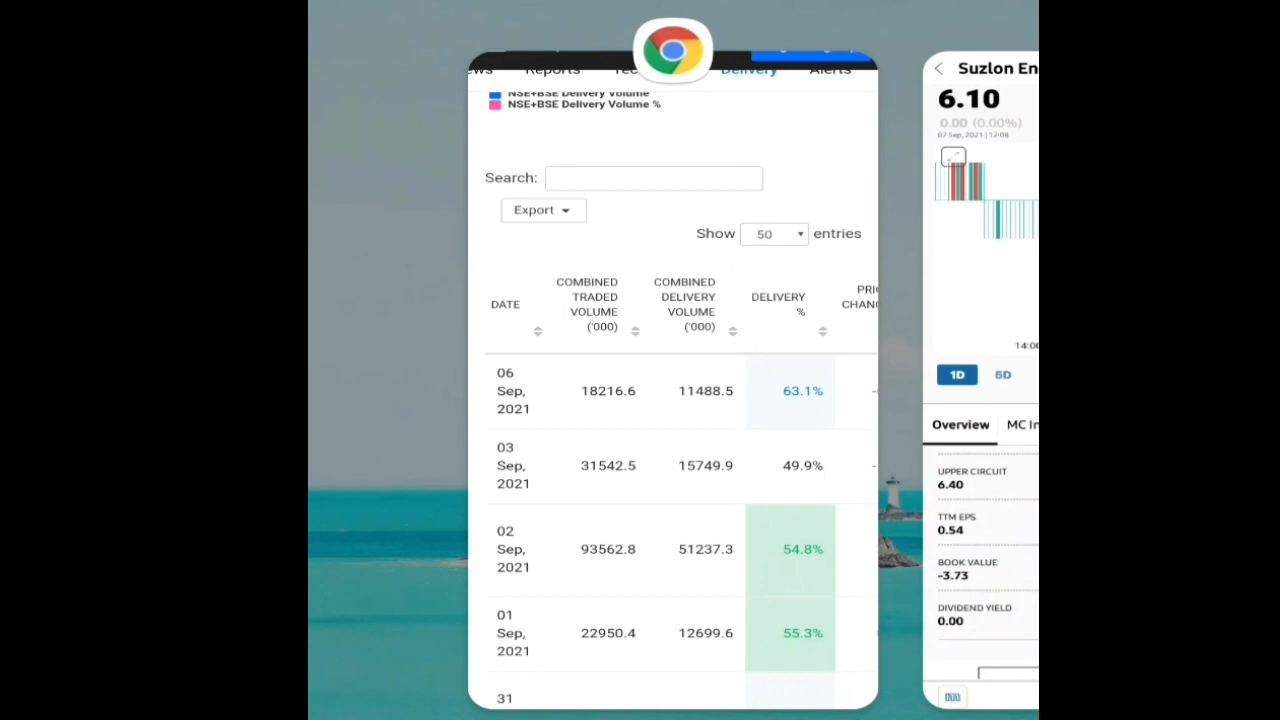 Reports
Delivery
Alerts
NSE+BSE Delivery Volume
NSE+BSE Delivery Volume %
Search:
Export
Show 50 entries
DATE
COMBINED
TRADED
VOLUME
('000)
COMBINED
DELIVERY
VOLUME
('000)
DELIVERY
%
06
Sep,
2021
18216.6
11488.5
63.1%
03
Sep,
2021
31542.5
15749.9
49.9%
02
Sep,
2021
93562.8
51237.3
54.8%
01
Sep,
2021
22950.4
12699.6
55.3%
31
Suzlon En
6.10
0.00 (0.00%)
07 Sep, 2021 | 12:08
14:00
1D
5D
Overview
MC In
UPPER CIRCUIT
6.40
TTM EPS
0.54
BOOK VALUE
-3.73
DIVIDEND YIELD
0.00